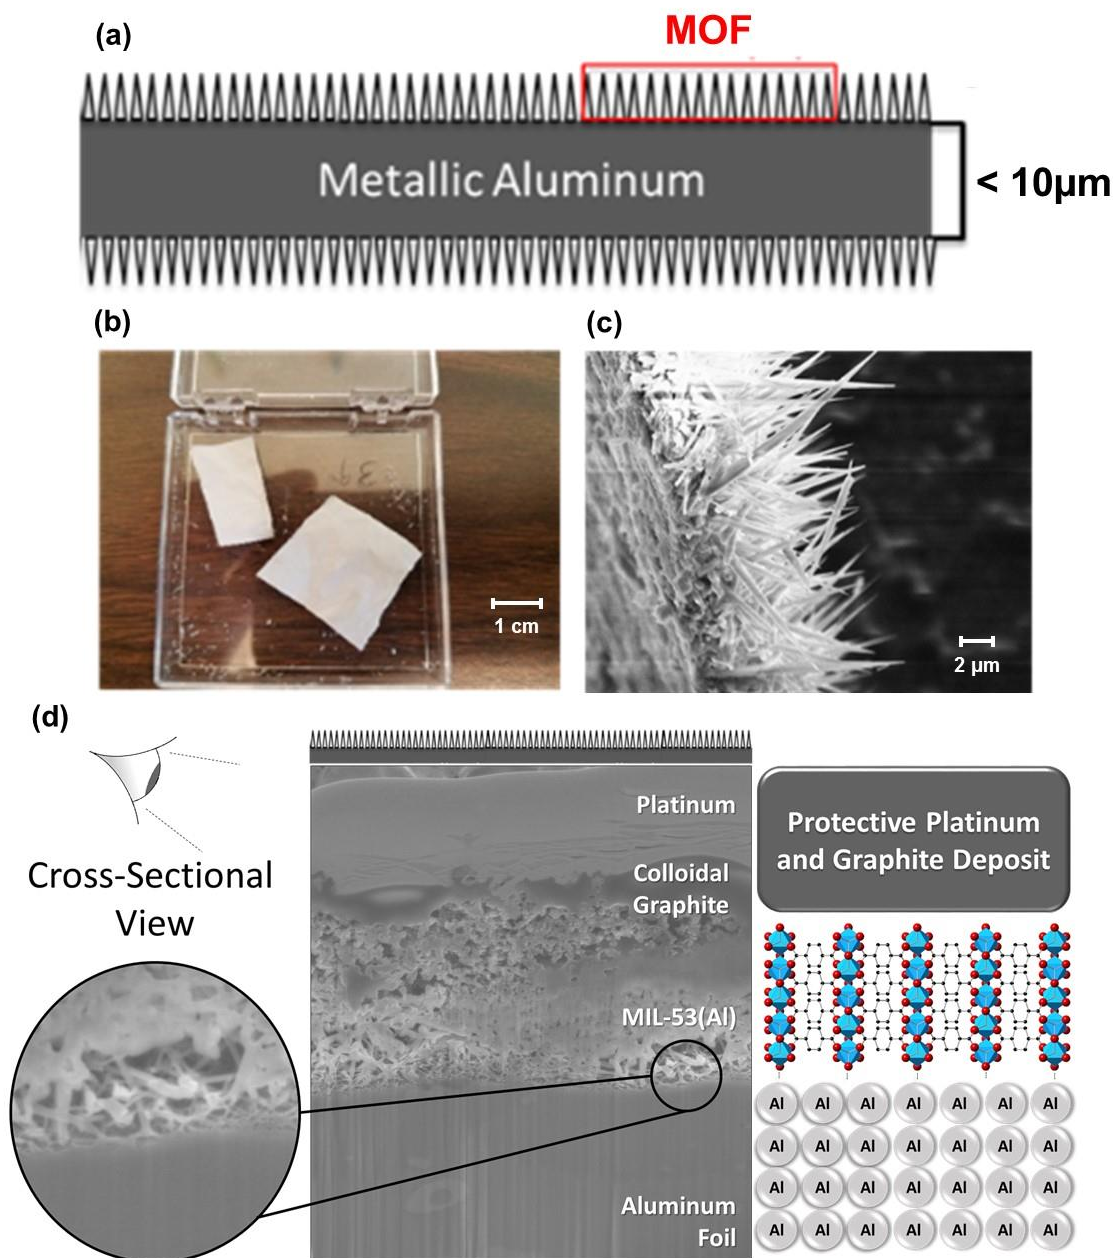 (a)
MOF
Metallic Aluminum
< 10µm
(b)
(c)
1 cm
2 µm
(d)
Platinum
Colloidal
Graphite
MIL-53(Al)
Aluminum
Foil
Cross-Sectional
View
Protective Platinum
and Graphite Deposit
Al Al Al Al Al Al Al
Al Al Al Al Al Al Al
Al Al Al Al Al Al Al
Al Al Al Al Al Al Al